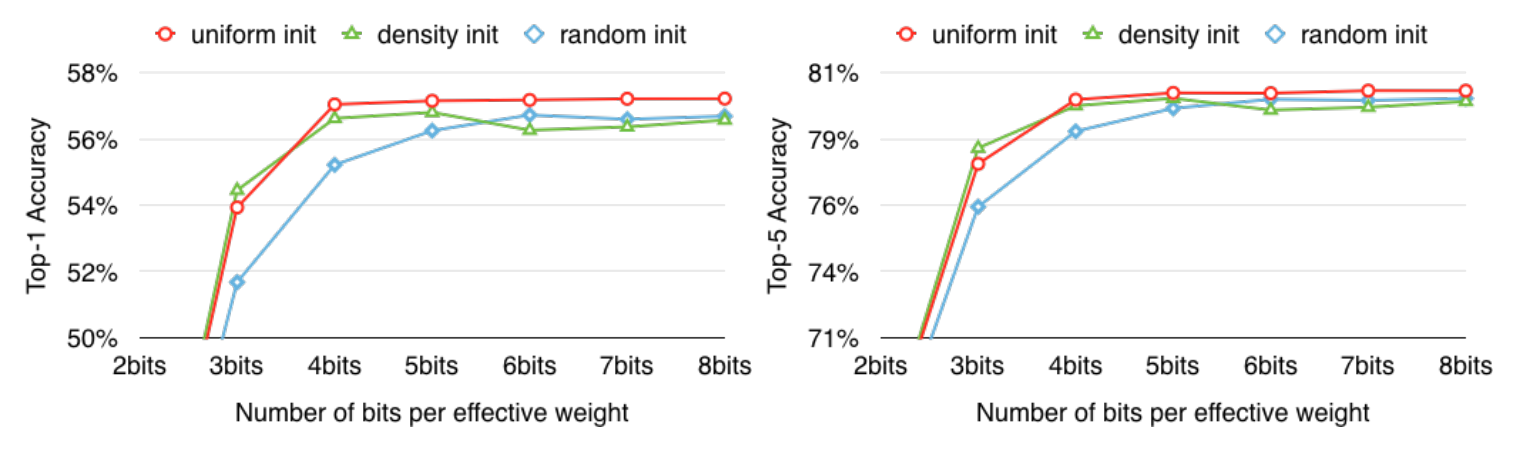 uniform init density init random init
58%
56%
54%
52%
50%
Top-1 Accuracy
2bits 3bits 4bits 5bits 6bits 7bits 8bits
Number of bits per effective weight
uniform init density init random init
81%
79%
76%
74%
71%
Top-5 Accuracy
2bits 3bits 4bits 5bits 6bits 7bits 8bits
Number of bits per effective weight